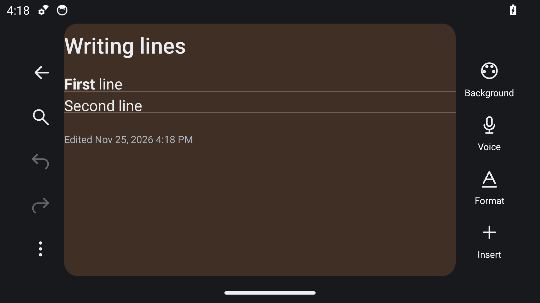 4:18
Writing lines
First line
Second line
Edited Nov 25, 2026 4:18 PM
Background
Voice
Format
Insert